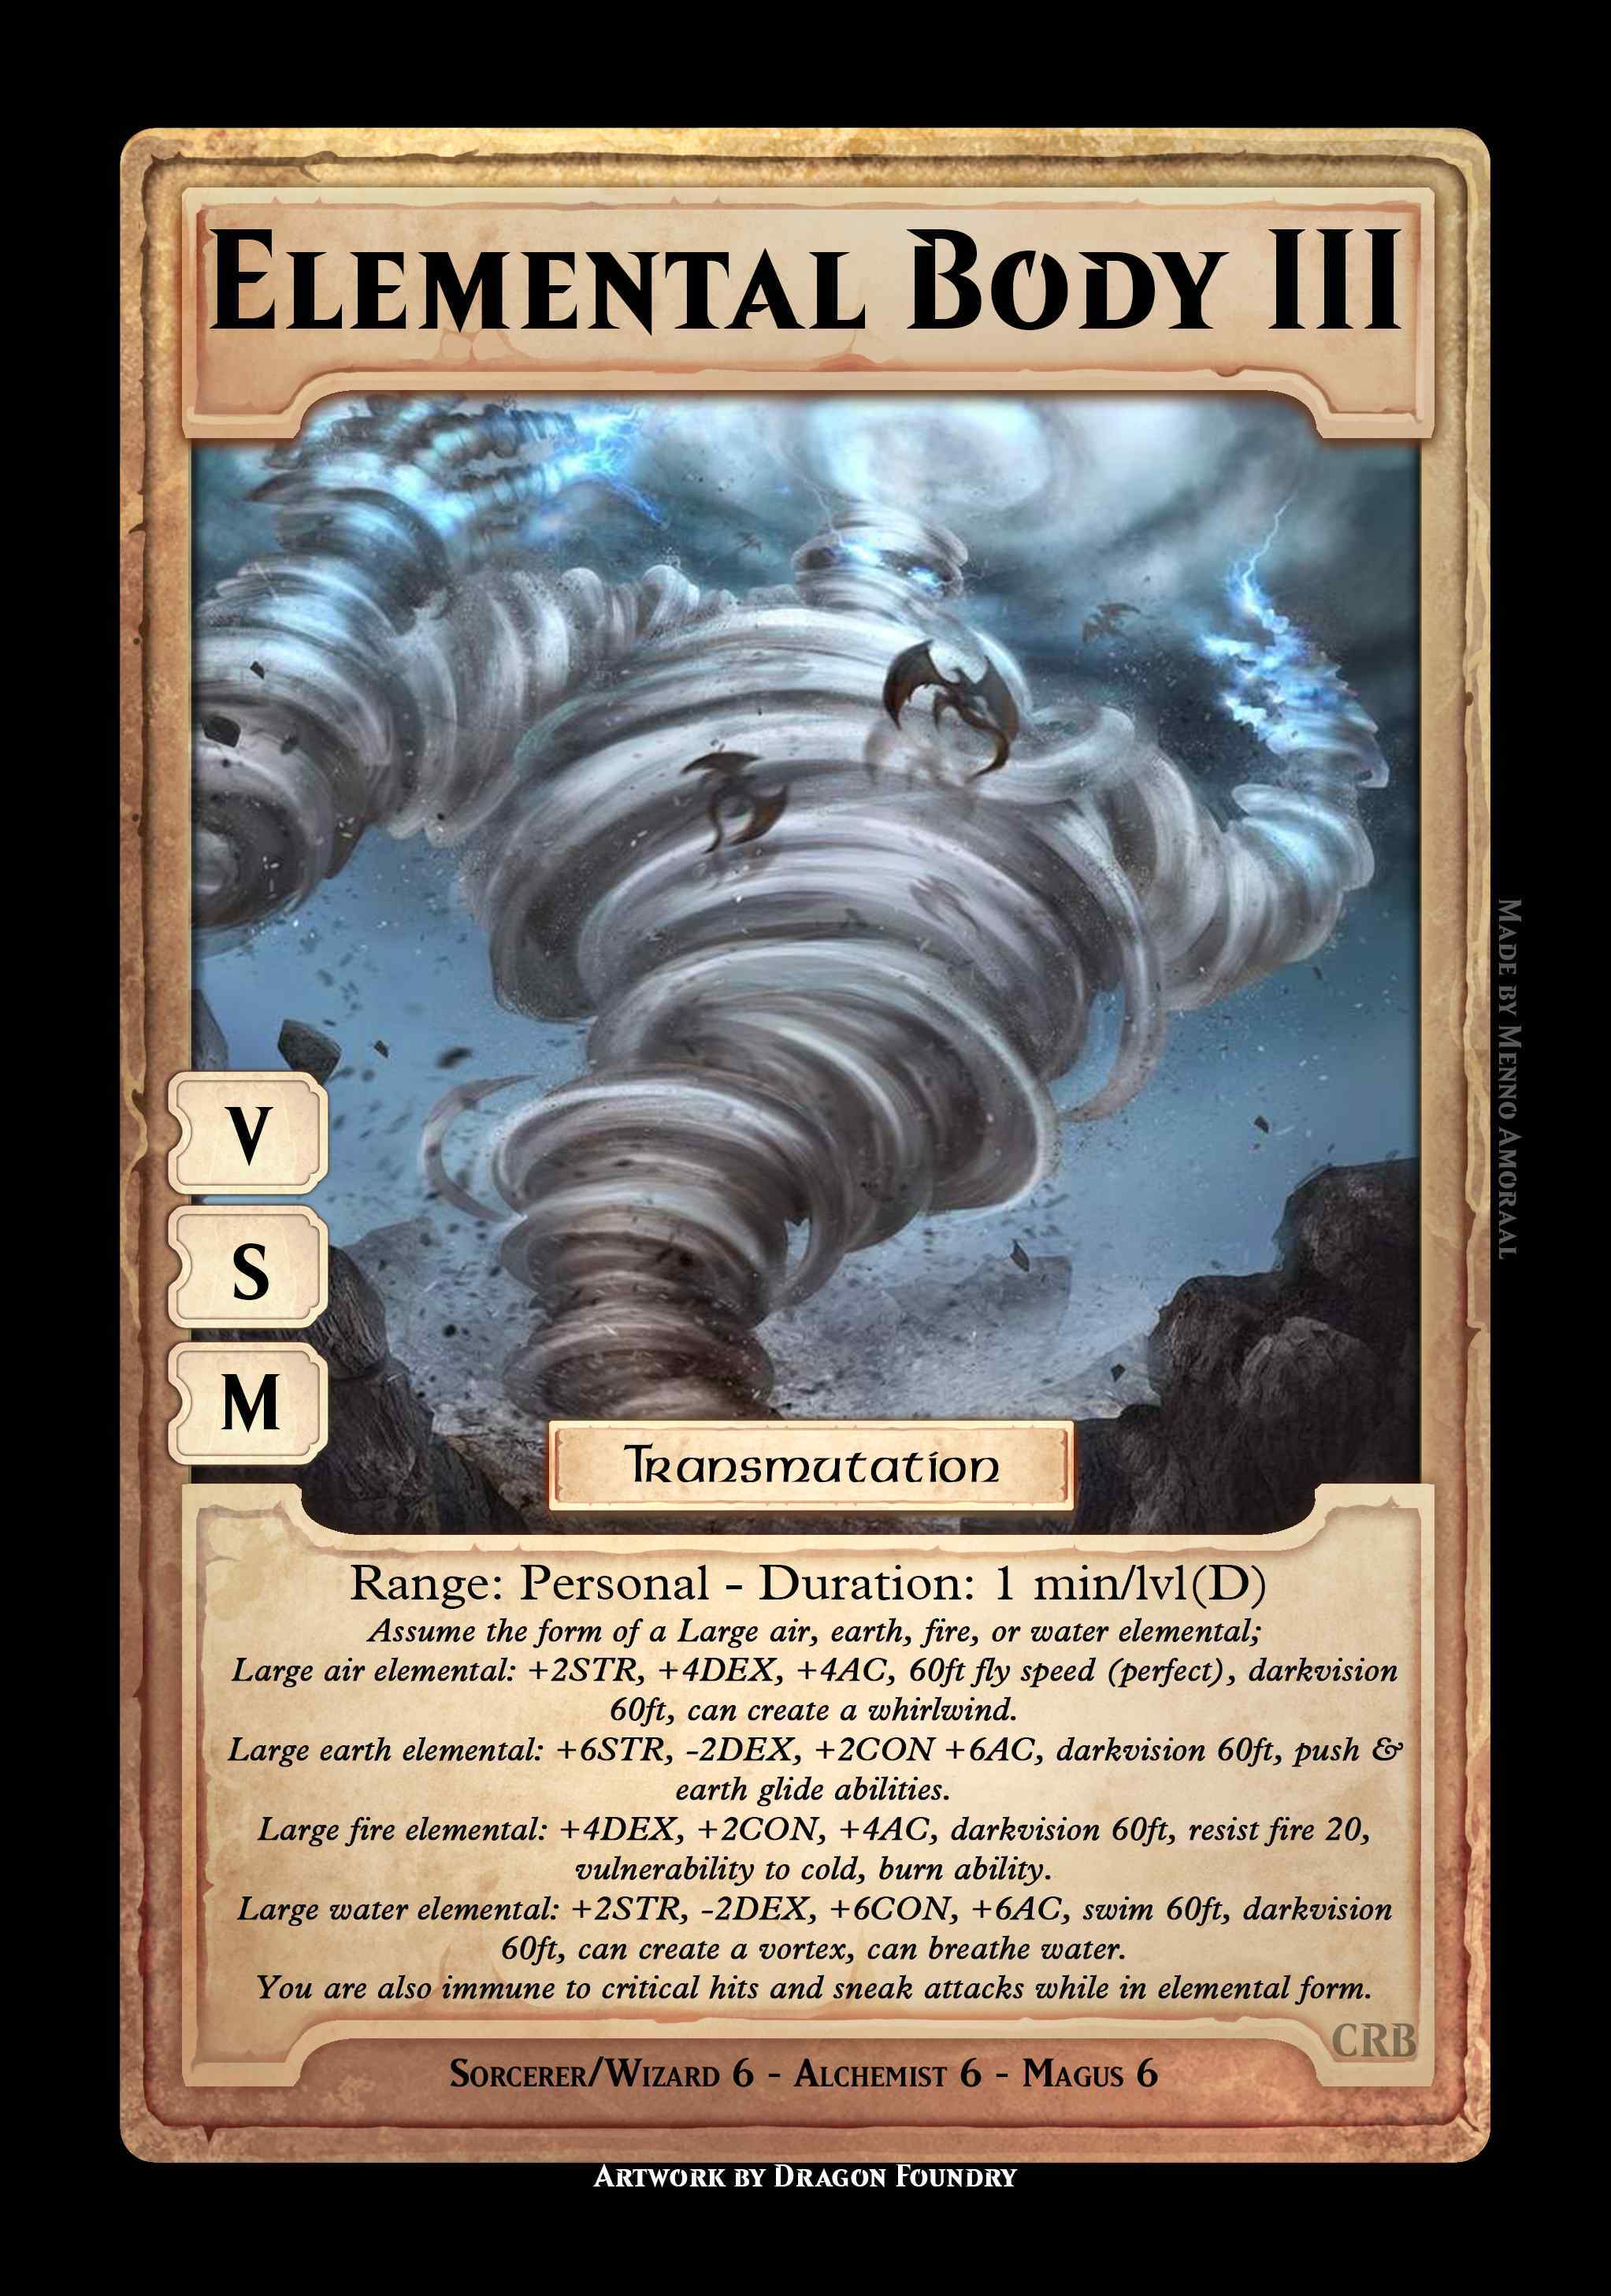 Elemental Body III
V
S
M
Transmutation
Range: Personal - Duration: 1 min/lvl(D)
Assume the form of a Large air, earth, fire, or water elemental;
Large air elemental: +2STR, +4DEX, +4AC, 60ft fly speed (perfect), darkvision
60ft, can create a whirlwind.
Large earth elemental: +6STR, -2DEX, +2CON +6AC, darkvision 60ft, push &
earth glide abilities.
Large fire elemental: +4DEX, +2CON, +4AC, darkvision 60ft, resist fire 20,
vulnerability to cold, burn ability.
Large water elemental: +2STR, -2DEX, +6CON, +6AC, swim 60ft, darkvision
60ft, can create a vortex, can breathe water.
You are also immune to critical hits and sneak attacks while in elemental form.
CRB
Sorcerer/Wizard 6 - Alchemist 6 - Magus 6
Artwork by Dragon Foundry
Made by Menno Amoraal